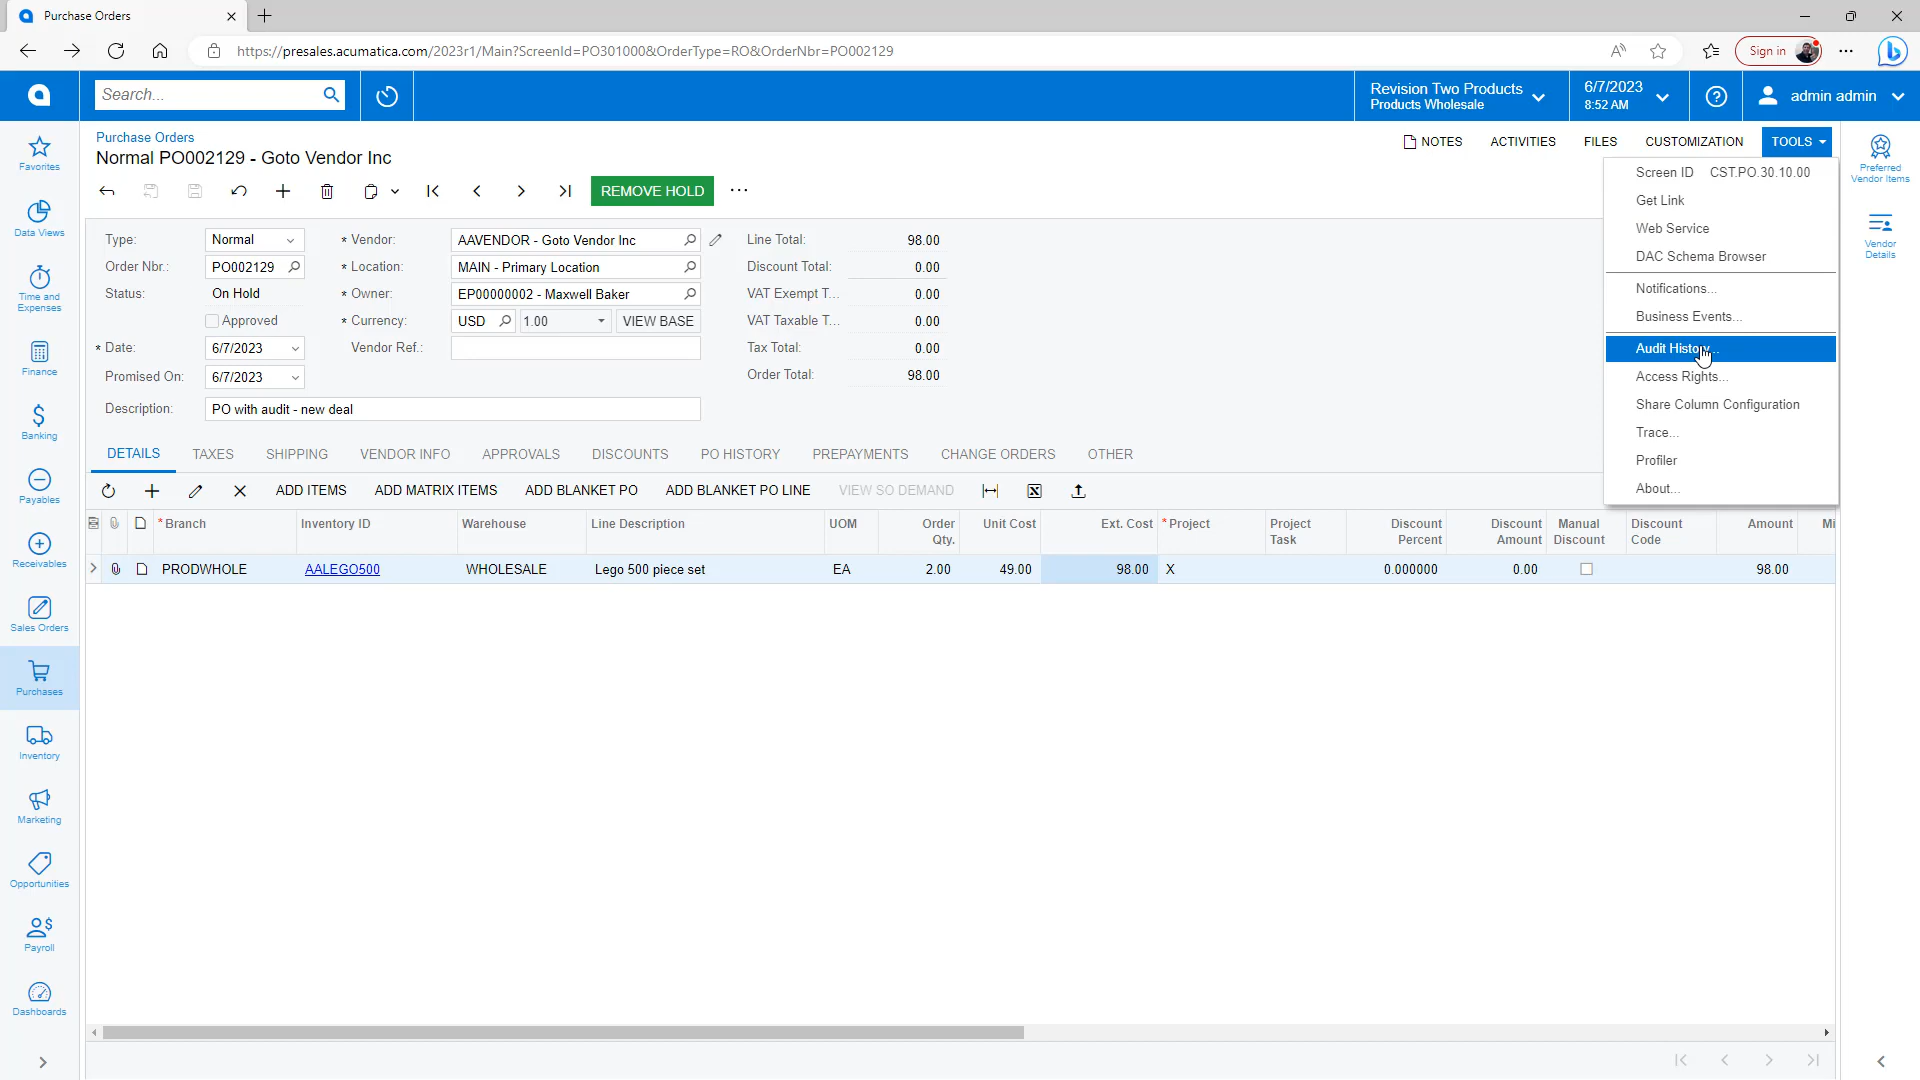 Purchase Orders
https://presales.acumatica.com/2023r1/Main?ScreenId=PO301000&OrderType=RO&OrderNbr=PO002129
Sign in
Search...
Revision Two Products
Products Wholesale
6/7/2023
8:52 AM
admin admin
Favorites
Data Views
Time and
Expenses
Finance
Banking
Payables
Receivables
Sales Orders
Purchases
Inventory
Marketing
Opportunities
Payroll
Dashboards
Purchase Orders
Normal PO002129 - Goto Vendor Inc
NOTES ACTIVITIES FILES CUSTOMIZATION TOOLS
REMOVE HOLD
Type: Normal * Vendor: AAVENDOR - Goto Vendor Inc Line Total: 98.00
Order Nbr.: PO002129 * Location: MAIN - Primary Location Discount Total: 0.00
Status: On Hold * Owner: EP00000002 - Maxwell Baker VAT Exempt T... 0.00
Approved * Currency: USD 1.00 VIEW BASE VAT Taxable T... 0.00
* Date: 6/7/2023 Vendor Ref.: Tax Total: 0.00
Promised On: 6/7/2023 Order Total: 98.00
Description: PO with audit - new deal
Screen ID CST.PO.30.10.00
Get Link
Web Service
DAC Schema Browser
Notifications...
Business Events...
Audit History...
Access Rights...
Share Column Configuration
Trace...
Profiler
About...
Preferred
Vendor Items
Vendor
Details
DETAILS TAXES SHIPPING VENDOR INFO APPROVALS DISCOUNTS PO HISTORY PREPAYMENTS CHANGE ORDERS OTHER
ADD ITEMS ADD MATRIX ITEMS ADD BLANKET PO ADD BLANKET PO LINE VIEW SO DEMAND
* Branch Inventory ID Warehouse Line Description UOM Order Qty. Unit Cost Ext. Cost * Project Project Task Discount Percent Discount Amount Manual Discount Discount Code Amount Mi
PRODWHOLE AALEGO500 WHOLESALE Lego 500 piece set EA 2.00 49.00 98.00 X 0.000000 0.00 98.00